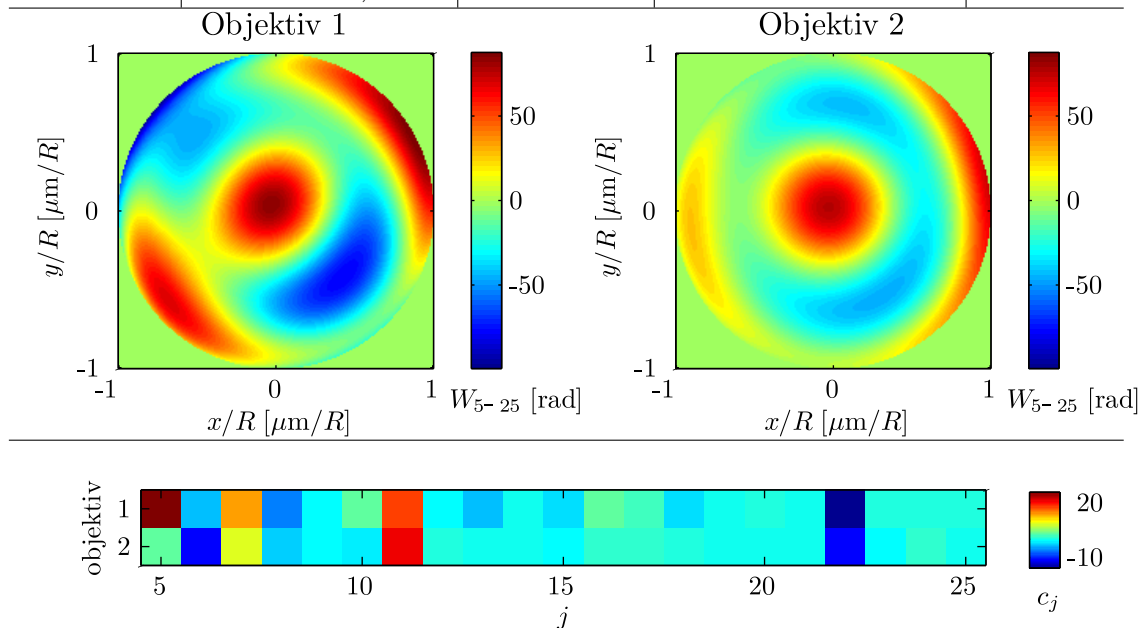 Objektiv 1 Objektiv 2
1 1
50 50
0 0 0 0
-50 -50
-1 -1
-1 0 1 -1 0 1
y/R [μm/R] y/R [μm/R]
W5-25 [rad] W5-25 [rad]
x/R [μm/R] x/R [μm/R]
objektiv
1
2
20
-10
5 10 15 20 25
j
cj